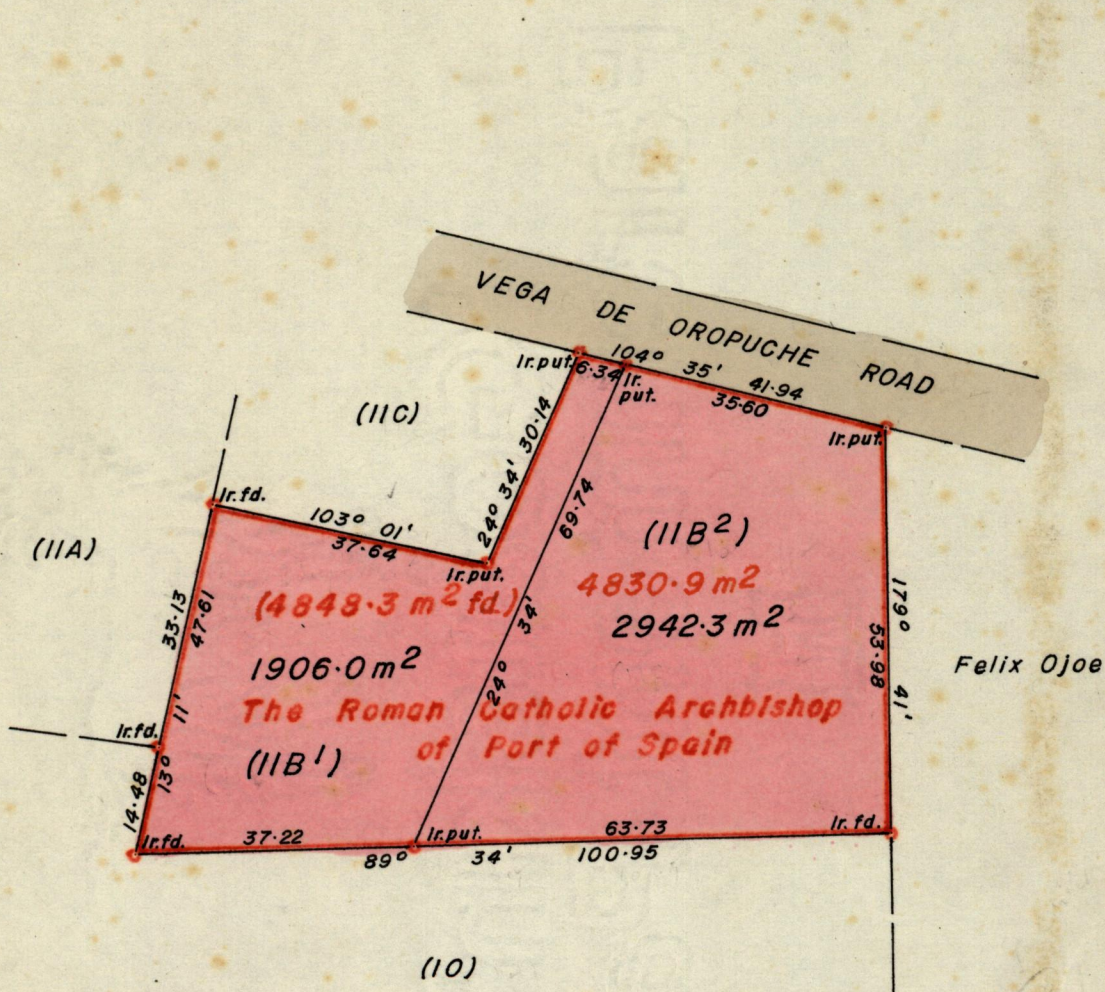 VEGA DE OROPUCHE ROAD
Ir.put.
6·34
104° 35' 41·94
Ir.
put.
35·60
Ir.put.
(11C)
24° 34' 30·14
Ir.fd.
103° 01'
37·64
Ir.put.
(11A)
69·74
24° 34'
(11B²)
(4848·3 m² fd.)
4830·9 m²
2942·3 m²
33·13
47·61
13° 11'
1906·0 m²
179° 41'
53·98
Felix Ojoe
The Roman Catholic Archbishop
of Port of Spain
Ir.fd.
(11B¹)
14·48
Ir.fd.
37·22
Ir.put.
63·73
Ir. fd.
89° 34' 100·95
(10)